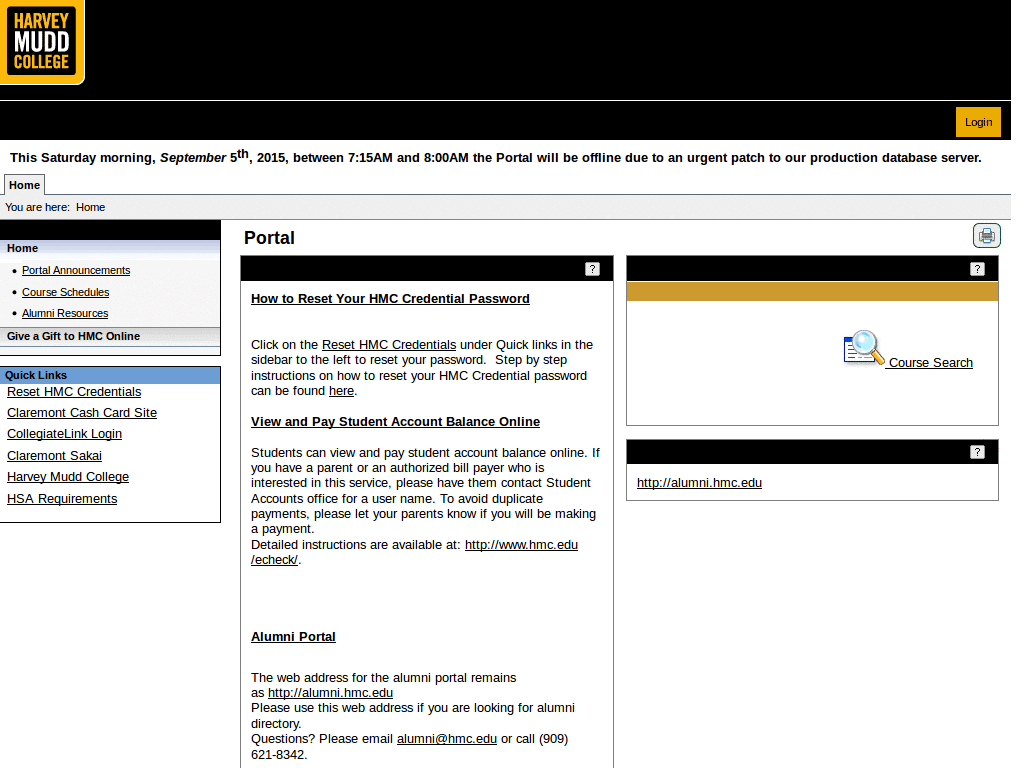 HARVEY
MUDD
COLLEGE
Login
This Saturday morning, September 5th, 2015, between 7:15AM and 8:00AM the Portal will be offline due to an urgent patch to our production database server.
Home
You are here: Home
Home
Portal Announcements
Course Schedules
Alumni Resources
Give a Gift to HMC Online
Quick Links
Reset HMC Credentials
Claremont Cash Card Site
CollegiateLink Login
Claremont Sakai
Harvey Mudd College
HSA Requirements
Portal
?
How to Reset Your HMC Credential Password
Click on the Reset HMC Credentials under Quick links in the
sidebar to the left to reset your password. Step by step
instructions on how to reset your HMC Credential password
can be found here.
View and Pay Student Account Balance Online
Students can view and pay student account balance online. If
you have a parent or an authorized bill payer who is
interested in this service, please have them contact Student
Accounts office for a user name. To avoid duplicate
payments, please let your parents know if you will be making
a payment.
Detailed instructions are available at: http://www.hmc.edu
/echeck/.
Alumni Portal
The web address for the alumni portal remains
as http://alumni.hmc.edu
Please use this web address if you are looking for alumni
directory.
Questions? Please email alumni@hmc.edu or call (909)
621-8342.
?
Course Search
?
http://alumni.hmc.edu